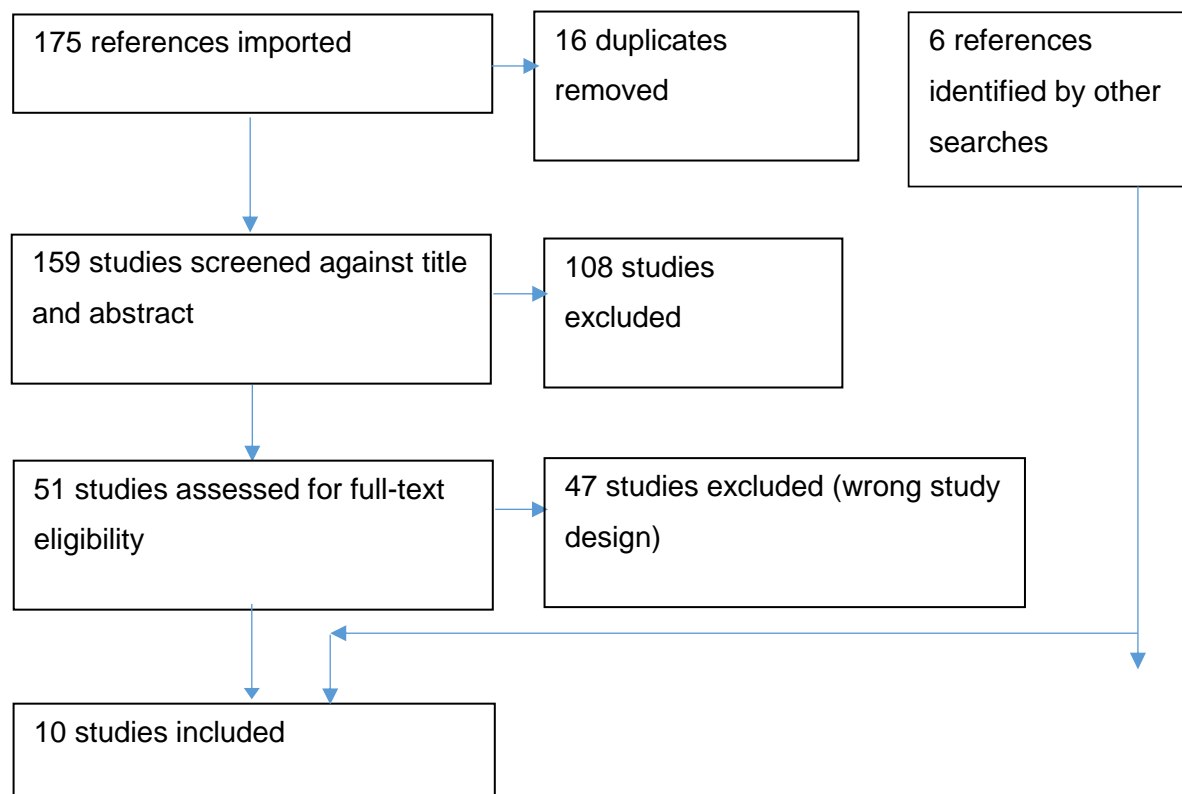 175 references imported
16 duplicates
removed
6 references
identified by other
searches
159 studies screened against title
and abstract
108 studies
excluded
51 studies assessed for full-text
eligibility
47 studies excluded (wrong study
design)
10 studies included